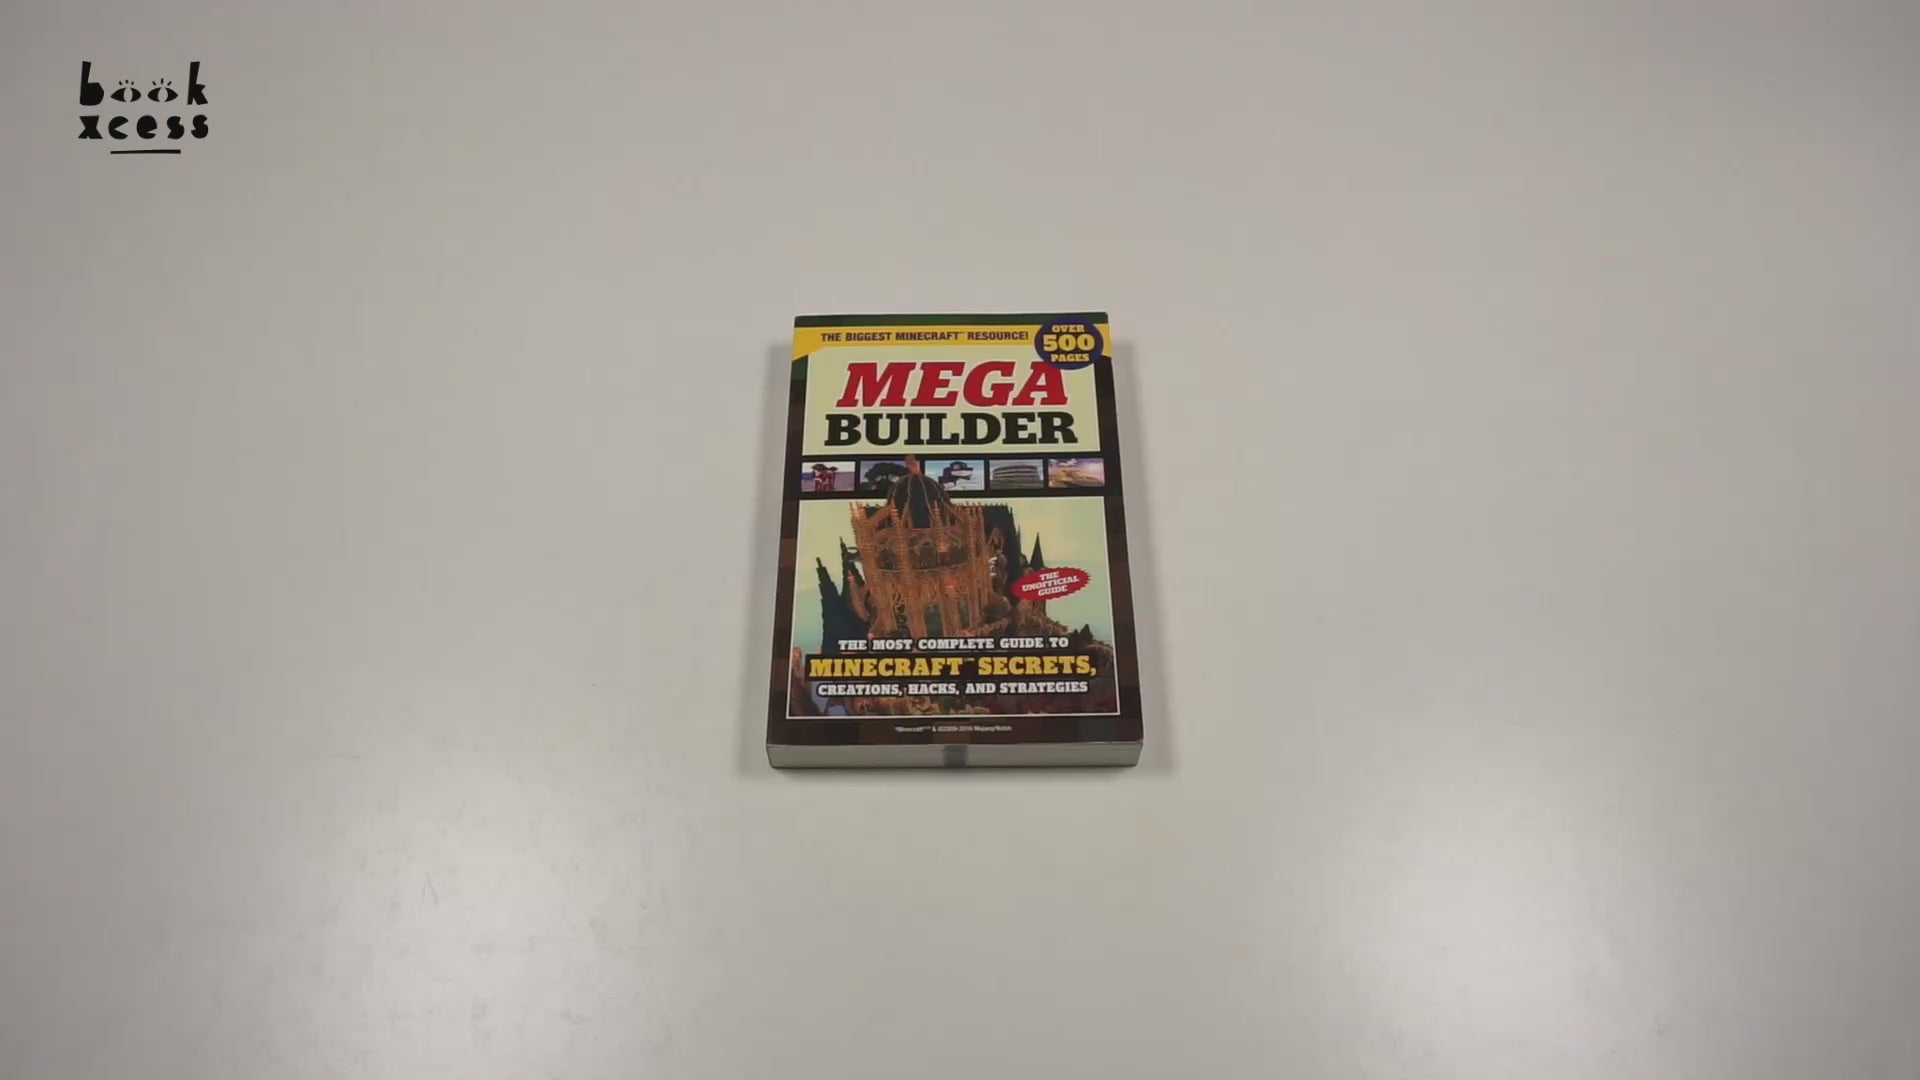 book
xcess
THE BIGGEST MINECRAFT™ RESOURCE!
OVER
500
PAGES
MEGA
BUILDER
THE
UNOFFICIAL
GUIDE
THE MOST COMPLETE GUIDE TO
MINECRAFT™ SECRETS,
CREATIONS, HACKS, AND STRATEGIES